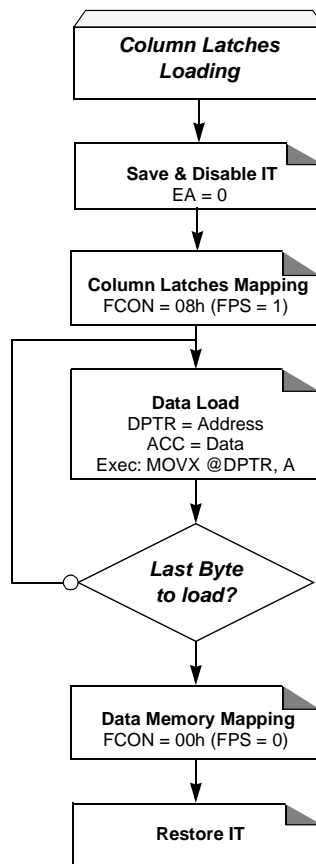 Column Latches
Loading
Save & Disable IT
EA = 0
Column Latches Mapping
FCON = 08h (FPS = 1)
Data Load
DPTR = Address
ACC = Data
Exec: MOVX @DPTR, A
Last Byte
to load?
Data Memory Mapping
FCON = 00h (FPS = 0)
Restore IT